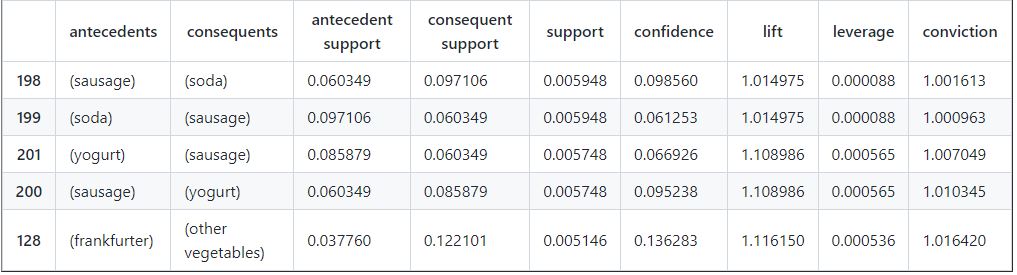 antecedents consequents antecedent support consequent support support confidence lift leverage conviction
198 (sausage) (soda) 0.060349 0.097106 0.005948 0.098560 1.014975 0.000088 1.001613
199 (soda) (sausage) 0.097106 0.060349 0.005948 0.061253 1.014975 0.000088 1.000963
201 (yogurt) (sausage) 0.085879 0.060349 0.005748 0.066926 1.108986 0.000565 1.007049
200 (sausage) (yogurt) 0.060349 0.085879 0.005748 0.095238 1.108986 0.000565 1.010345
128 (frankfurter) (other vegetables) 0.037760 0.122101 0.005146 0.136283 1.116150 0.000536 1.016420